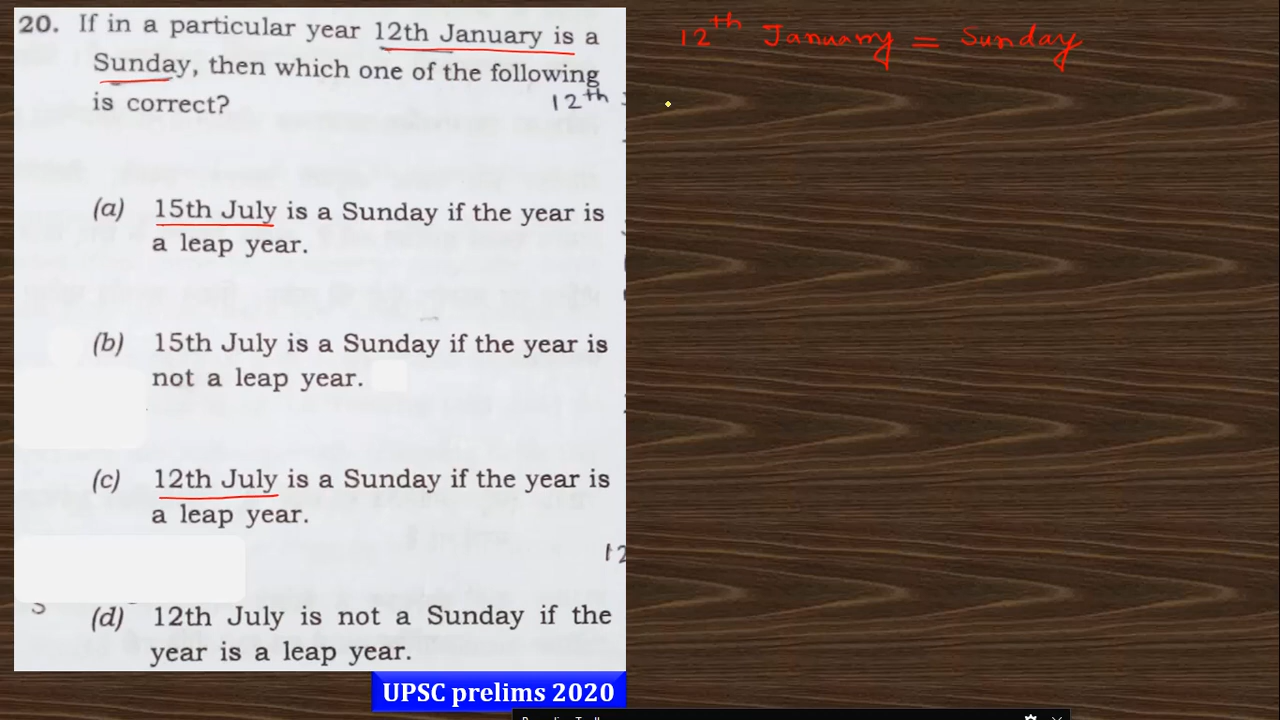 20. If in a particular year 12th January is a
Sunday, then which one of the following
is correct?
12th
(a) 15th July is a Sunday if the year is
a leap year.
(b) 15th July is a Sunday if the year is
not a leap year.
(c) 12th July is a Sunday if the year is
a leap year.
12
(d) 12th July is not a Sunday if the
year is a leap year.
UPSC prelims 2020
12th January = Sunday